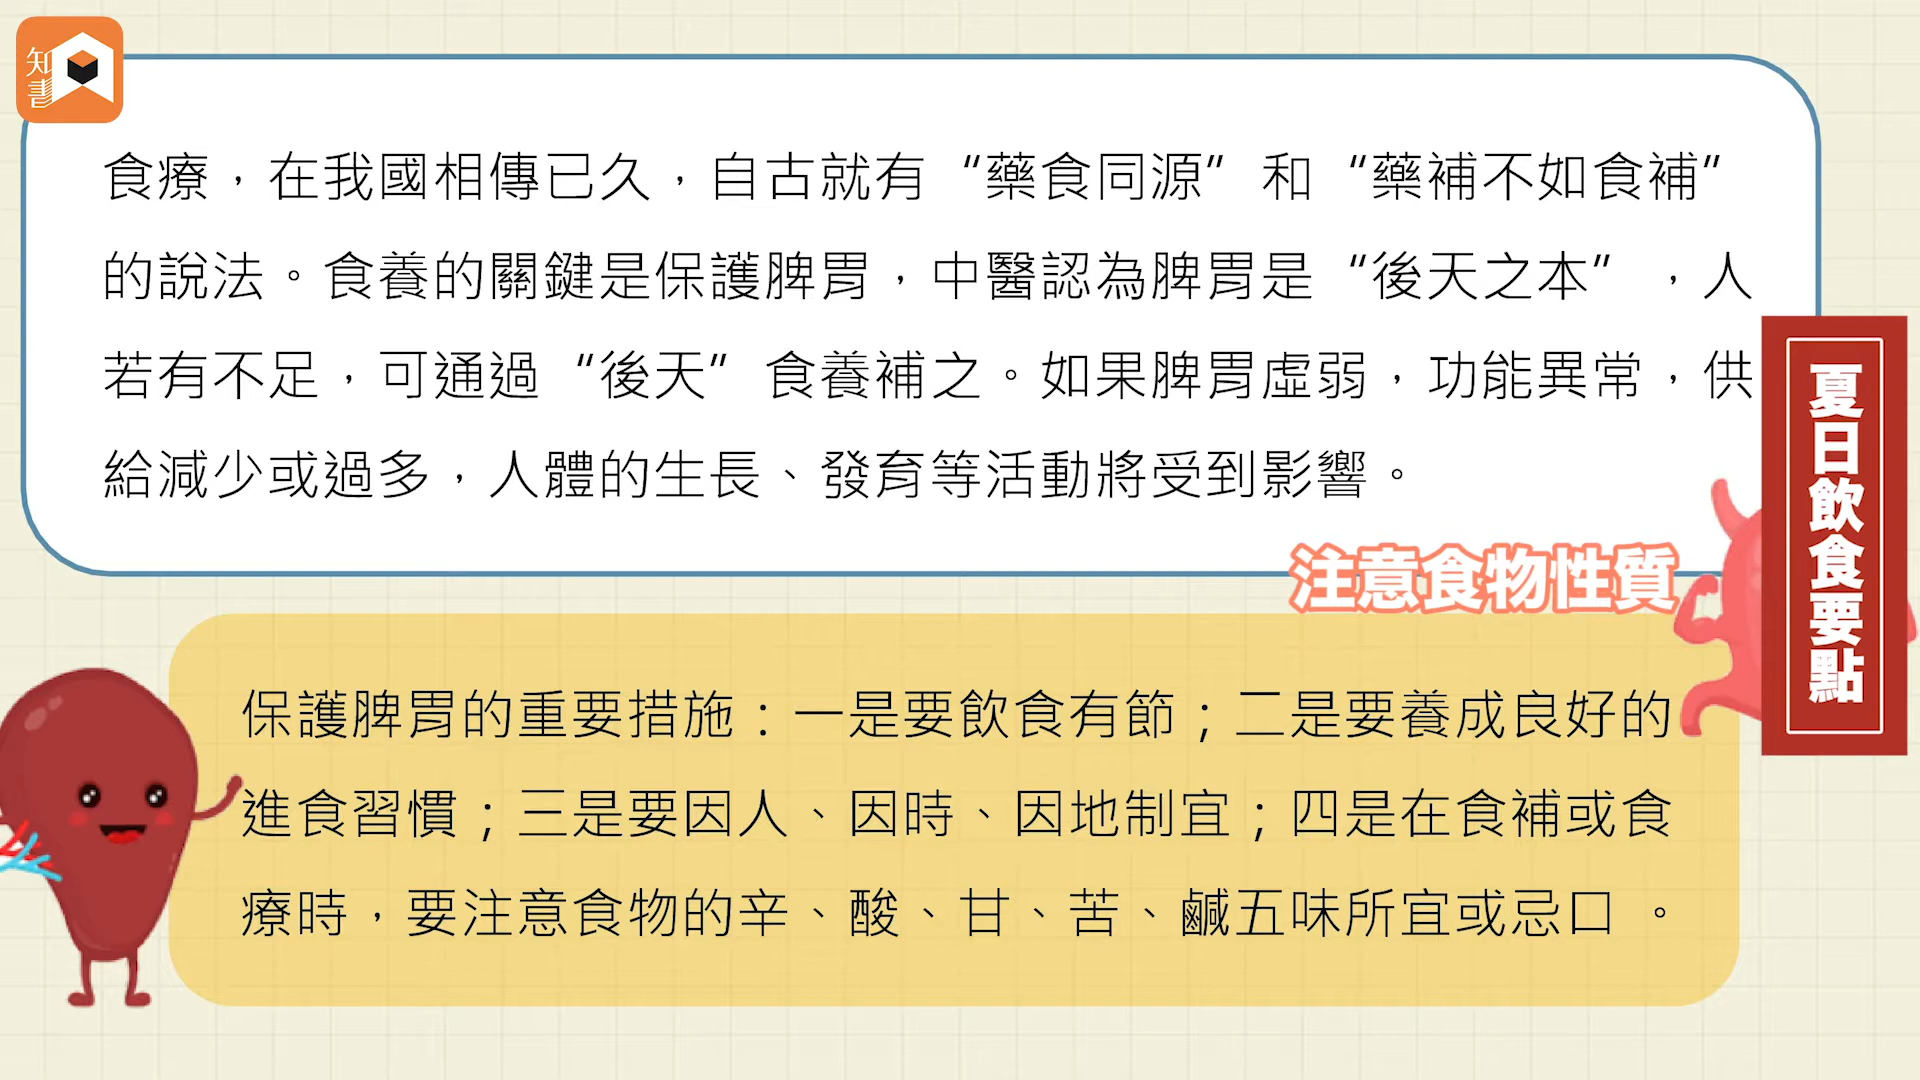 知書
食療，在我國相傳已久，自古就有“藥食同源”和“藥補不如食補”
的說法。食養的關鍵是保護脾胃，中醫認為脾胃是“後天之本”，人
若有不足，可通過“後天”食養補之。如果脾胃虛弱，功能異常，供
給減少或過多，人體的生長、發育等活動將受到影響。
夏日飲食要點
注意食物性質
保護脾胃的重要措施：一是要飲食有節；二是要養成良好的
進食習慣；三是要因人、因時、因地制宜；四是在食補或食
療時，要注意食物的辛、酸、甘、苦、鹹五味所宜或忌口 。